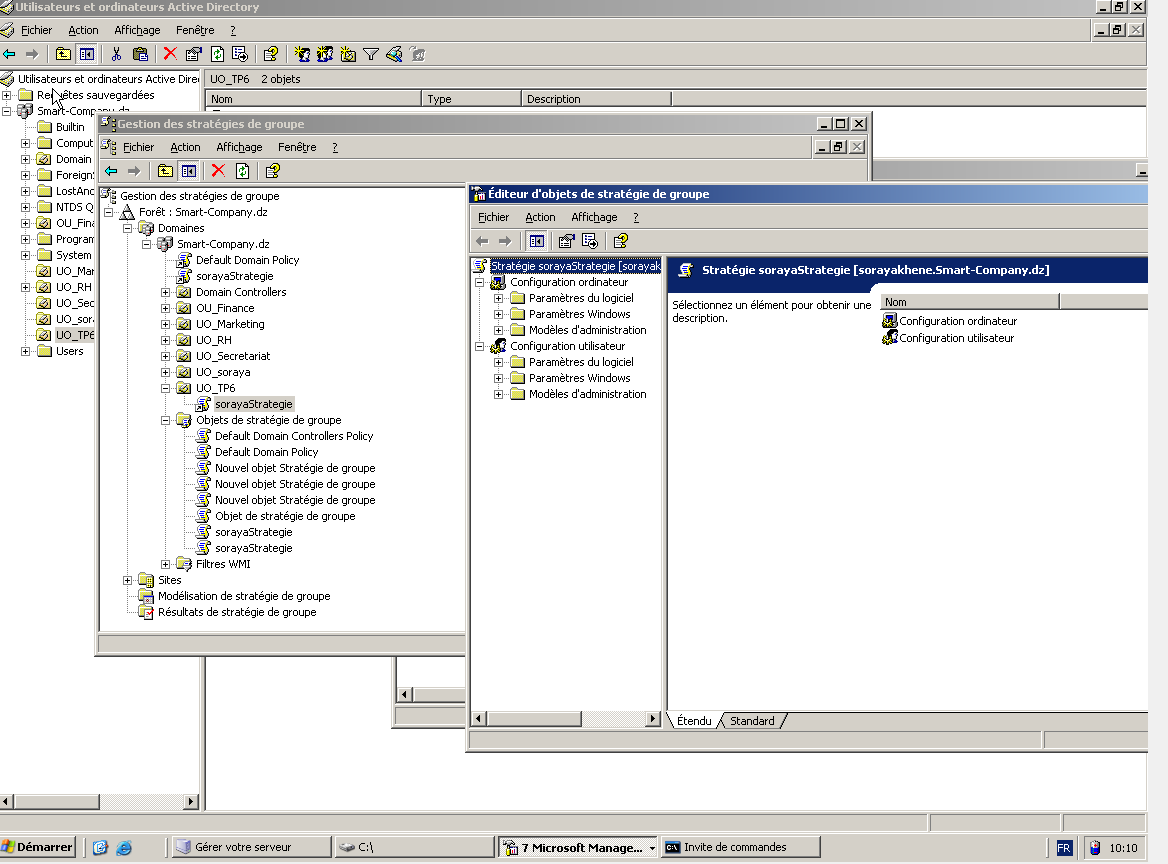 Utilisateurs et ordinateurs Active Directory
Fichier Action Affichage Fenêtre ?
Utilisateurs et ordinateurs Active Direc
UO_TP6 2 objets
Requêtes sauvegardées
Nom Type Description
Smart-Company.dz
Builtin
Comput
Domain
Foreign
LostAnd
NTDS Q
OU_Fina
Program
System
UO_Mar
UO_RH
UO_Sec
UO_sor
UO_TP6
Users
Gestion des stratégies de groupe
Fichier Action Affichage Fenêtre ?
Gestion des stratégies de groupe
Forêt : Smart-Company.dz
Domaines
Smart-Company.dz
Default Domain Policy
sorayaStrategie
Domain Controllers
OU_Finance
UO_Marketing
UO_RH
UO_Secretariat
UO_soraya
UO_TP6
sorayaStrategie
Objets de stratégie de groupe
Default Domain Controllers Policy
Default Domain Policy
Nouvel objet Stratégie de groupe
Nouvel objet Stratégie de groupe
Nouvel objet Stratégie de groupe
Objet de stratégie de groupe
sorayaStrategie
sorayaStrategie
Filtres WMI
Sites
Modélisation de stratégie de groupe
Résultats de stratégie de groupe
Éditeur d'objets de stratégie de groupe
Fichier Action Affichage ?
Stratégie sorayaStrategie [sorayak
Configuration ordinateur
Paramètres du logiciel
Paramètres Windows
Modèles d'administration
Configuration utilisateur
Paramètres du logiciel
Paramètres Windows
Modèles d'administration
Stratégie sorayaStrategie [sorayakhene.Smart-Company.dz]
Sélectionnez un élément pour obtenir une
description.
Nom
Configuration ordinateur
Configuration utilisateur
Étendu Standard
Démarrer Gérer votre serveur C:\ 7 Microsoft Manage... Invite de commandes FR 10:10